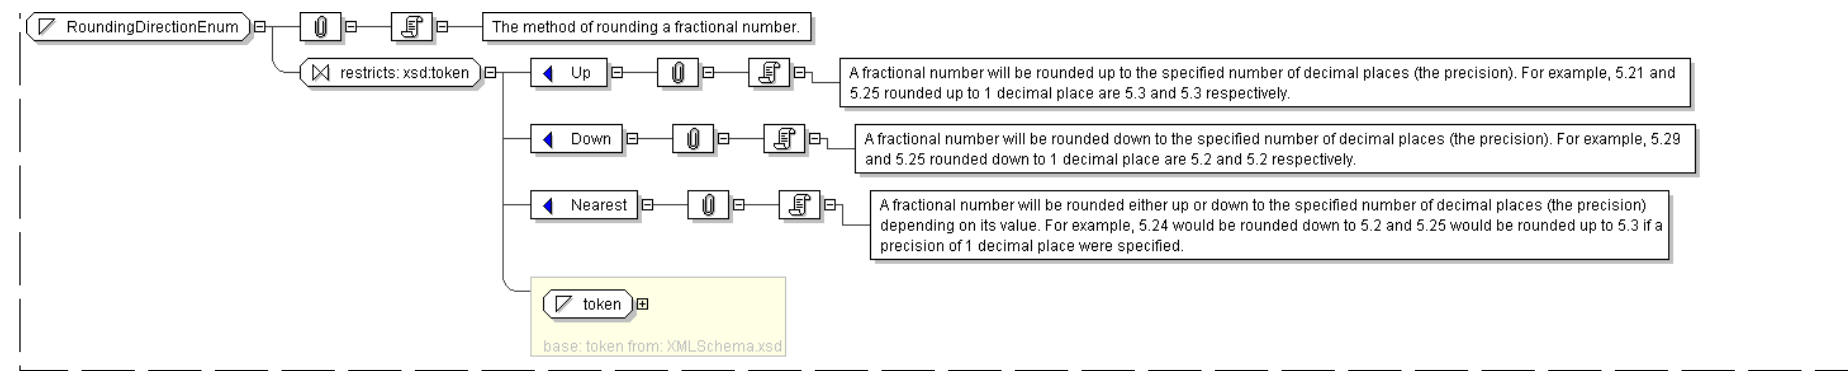 RoundingDirectionEnum
The method of rounding a fractional number.
restricts: xsd:token
Up
A fractional number will be rounded up to the specified number of decimal places (the precision). For example, 5.21 and
5.25 rounded up to 1 decimal place are 5.3 and 5.3 respectively.
Down
A fractional number will be rounded down to the specified number of decimal places (the precision). For example, 5.29
and 5.25 rounded down to 1 decimal place are 5.2 and 5.2 respectively.
Nearest
A fractional number will be rounded either up or down to the specified number of decimal places (the precision)
depending on its value. For example, 5.24 would be rounded down to 5.2 and 5.25 would be rounded up to 5.3 if a
precision of 1 decimal place were specified.
token
base: token from: XMLSchema.xsd